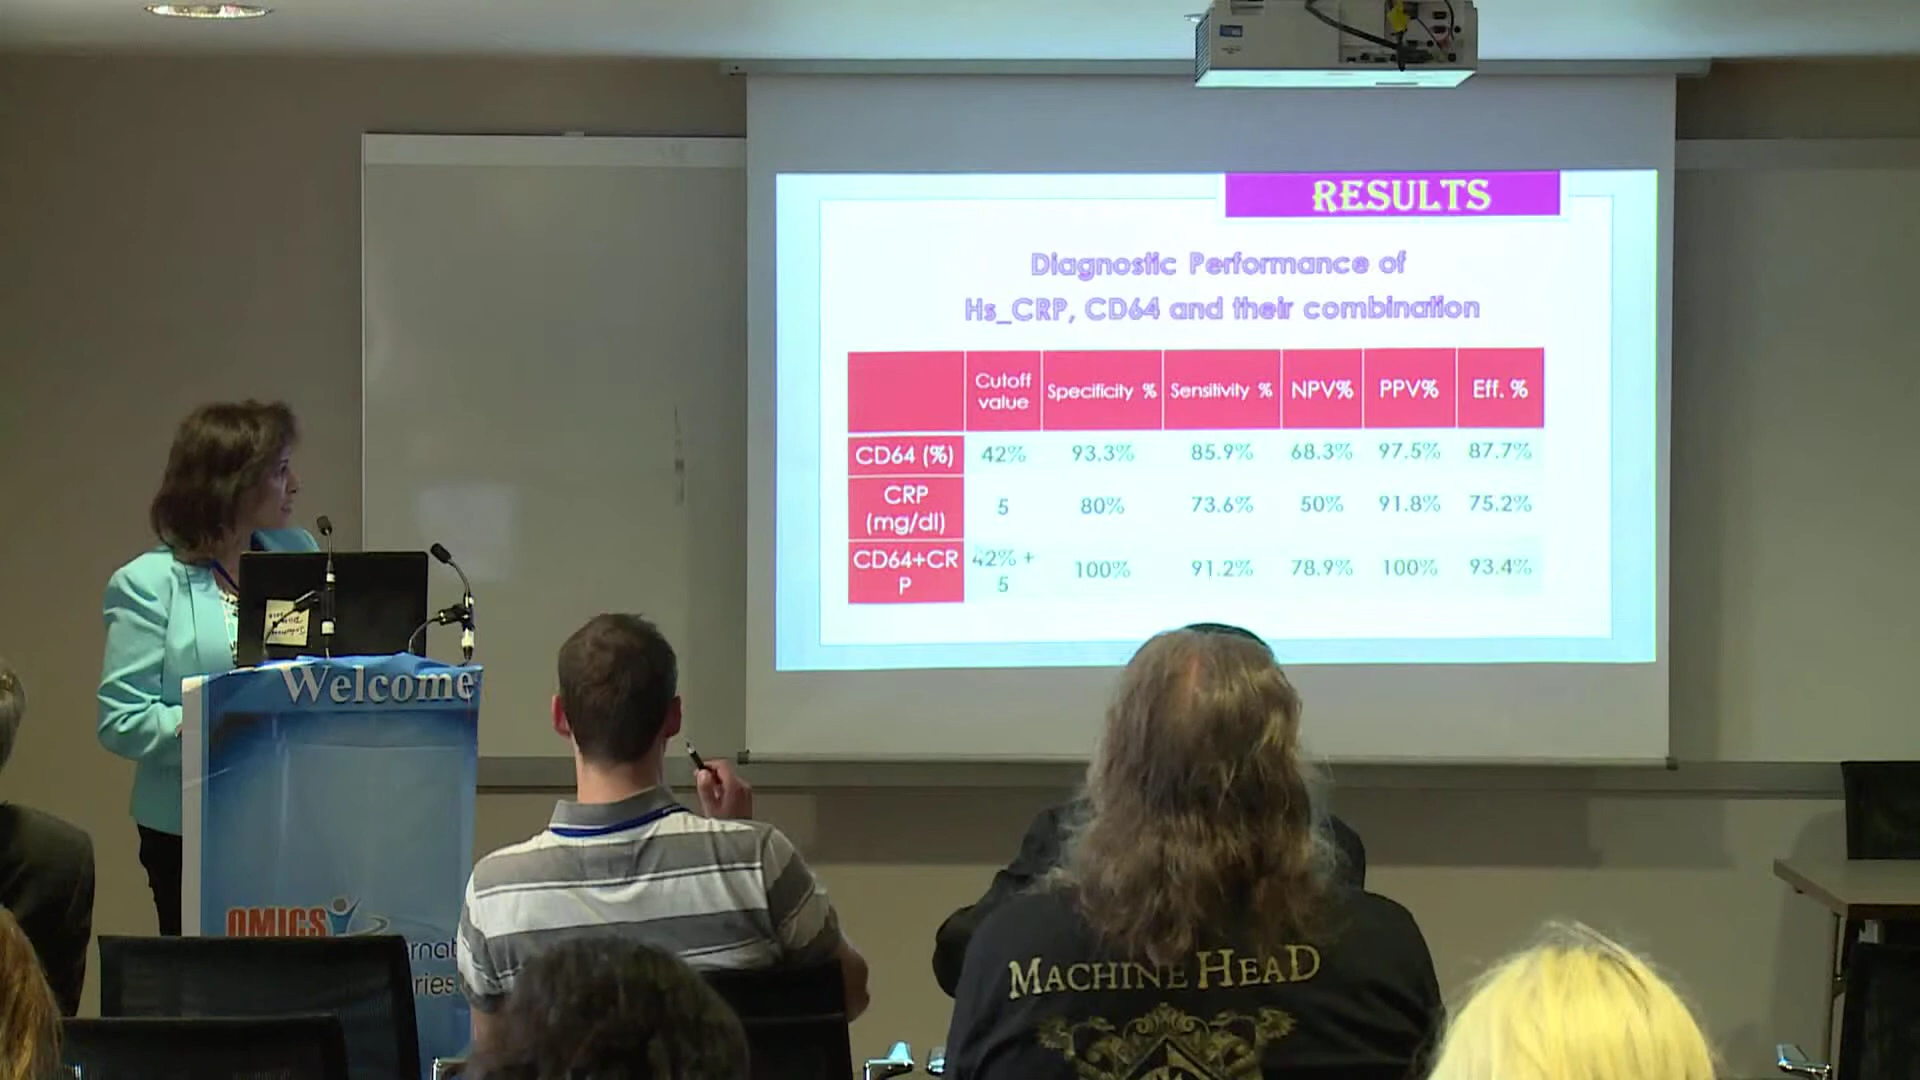 RESULTS
Diagnostic Performance of
Hs_CRP, CD64 and their combination
Cutoff value Specificity % Sensitivity % NPV% PPV% Eff. %
CD64 (%) 42% 93.3% 85.9% 68.3% 97.5% 87.7%
CRP (mg/dl) 5 80% 73.6% 50% 91.8% 75.2%
CD64+CRP 42% + 5 100% 91.2% 78.9% 100% 93.4%
Welcome
OMICS
rnat
ries
MACHINE HEAD